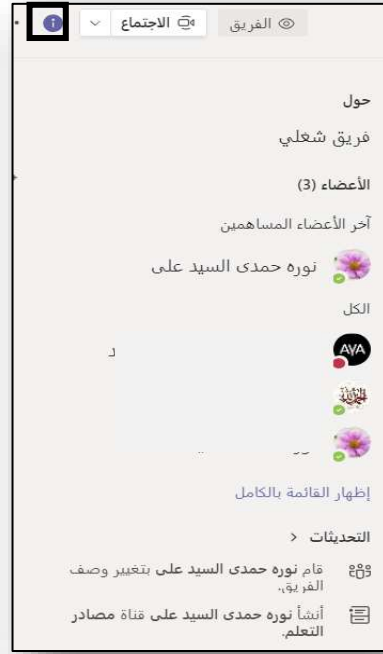 الفريق الاجتماع
حول
فريق شغلي
الأعضاء (3)
آخر الأعضاء المساهمين
نوره حمدى السيد على
الكل
AYA
إظهار القائمة بالكامل
التحديثات
قام نوره حمدى السيد على بتغيير وصف
الفريق.
أنشأ نوره حمدى السيد على قناة مصادر
التعلم.